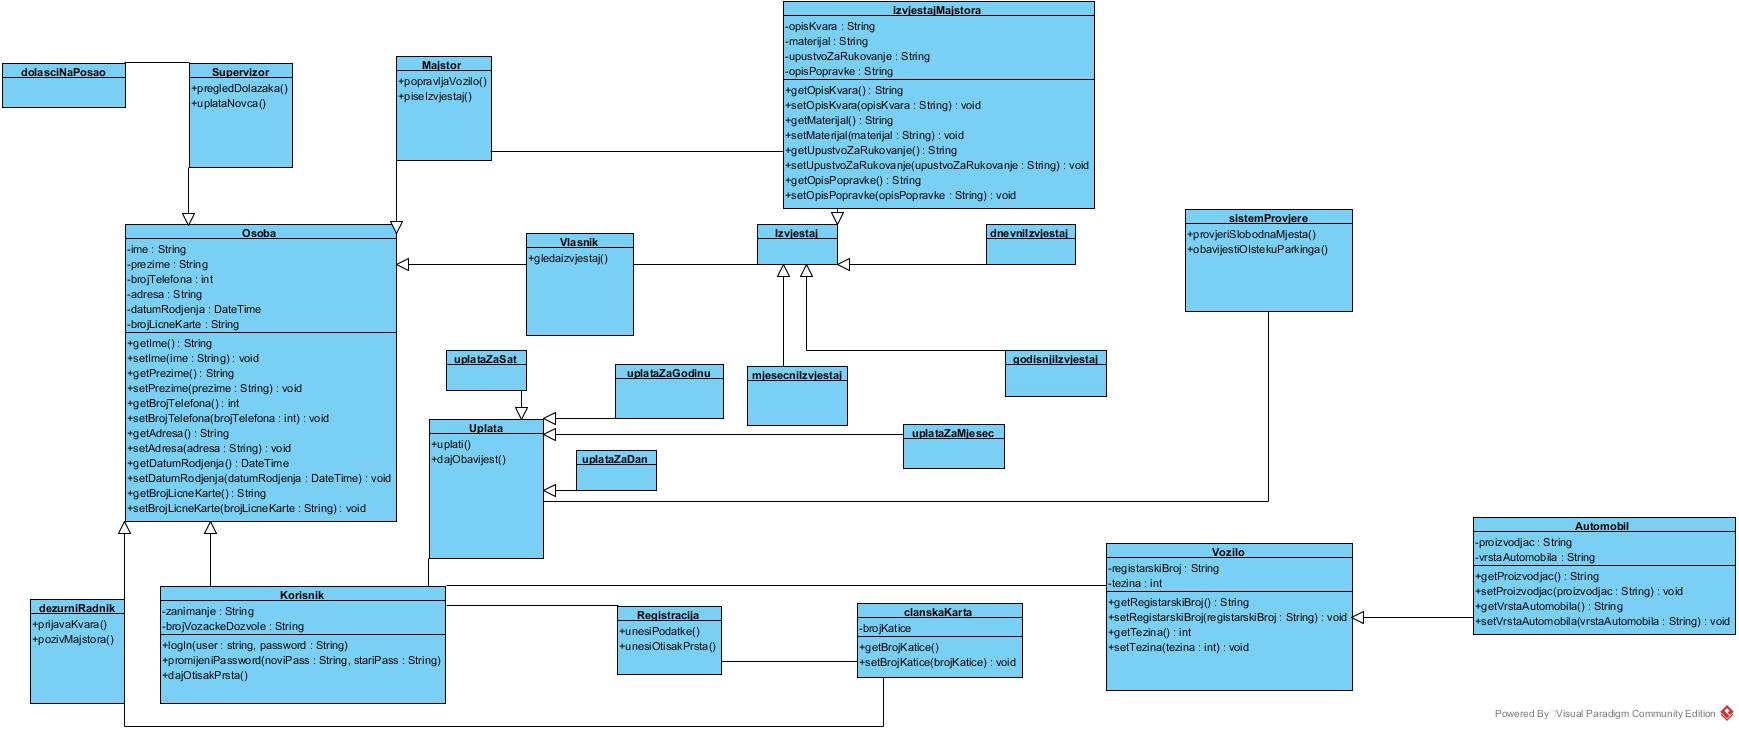 dolasciNaPosao
Supervizor
+pregledDolazaka()
+uplataNovca()
Majstor
+popravljaVozilo()
+piseIzvjestaj()
izvjestajMajstora
-opisKvara : String
-materijal : String
-upustvoZaRukovanje : String
-opisPopravke : String
+getOpisKvara() : String
+setOpisKvara(opisKvara : String) : void
+getMaterijal() : String
+setMaterijal(materijal : String) : void
+getUpustvoZaRukovanje() : String
+setUpustvoZaRukovanje(upustvoZaRukovanje : String) : void
+getOpisPopravke() : String
+setOpisPopravke(opisPopravke : String) : void
Osoba
-ime : String
-prezime : String
-brojTelefona : int
-adresa : String
-datumRodjenja : DateTime
-brojLicneKarte : String
+getIme() : String
+setIme(ime : String) : void
+getPrezime() : String
+setPrezime(prezime : String) : void
+getBrojTelefona() : int
+setBrojTelefona(brojTelefona : int) : void
+getAdresa() : String
+setAdresa(adresa : String) : void
+getDatumRodjenja() : DateTime
+setDatumRodjenja(datumRodjenja : DateTime) : void
+getBrojLicneKarte() : String
+setBrojLicneKarte(brojLicneKarte : String) : void
Vlasnik
+gledaizvjestaj()
Izvjestaj
dnevniIzvjestaj
sistemProvjere
+provjeriSlobodnaMjesta()
+obavijestiOIstekuParkinga()
uplataZaSat
uplataZaGodinu
mjesecniIzvjestaj
godisnjiIzvjestaj
Uplata
+uplati()
+dajObavijest()
uplataZaDan
uplataZaMjesec
dezurniRadnik
+prijavaKvara()
+pozivMajstora()
Korisnik
-zanimanje : String
-brojVozackeDozvole : String
+logIn(user : string, password : String)
+promijeniPassword(noviPass : String, stariPass : String)
+dajOtisakPrsta()
Registracija
+unesiPodatke()
+unesiOtisakPrsta()
clanskaKarta
-brojKatice
+getBrojKatice()
+setBrojKatice(brojKatice) : void
Vozilo
-registarskiBroj : String
-tezina : int
+getRegistarskiBroj() : String
+setRegistarskiBroj(registarskiBroj : String) : void
+getTezina() : int
+setTezina(tezina : int) : void
Automobil
-proizvodjac : String
-vrstaAutomobila : String
+getProizvodjac() : String
+setProizvodjac(proizvodjac : String) : void
+getVrstaAutomobila() : String
+setVrstaAutomobila(vrstaAutomobila : String) : void
Powered By Visual Paradigm Community Edition